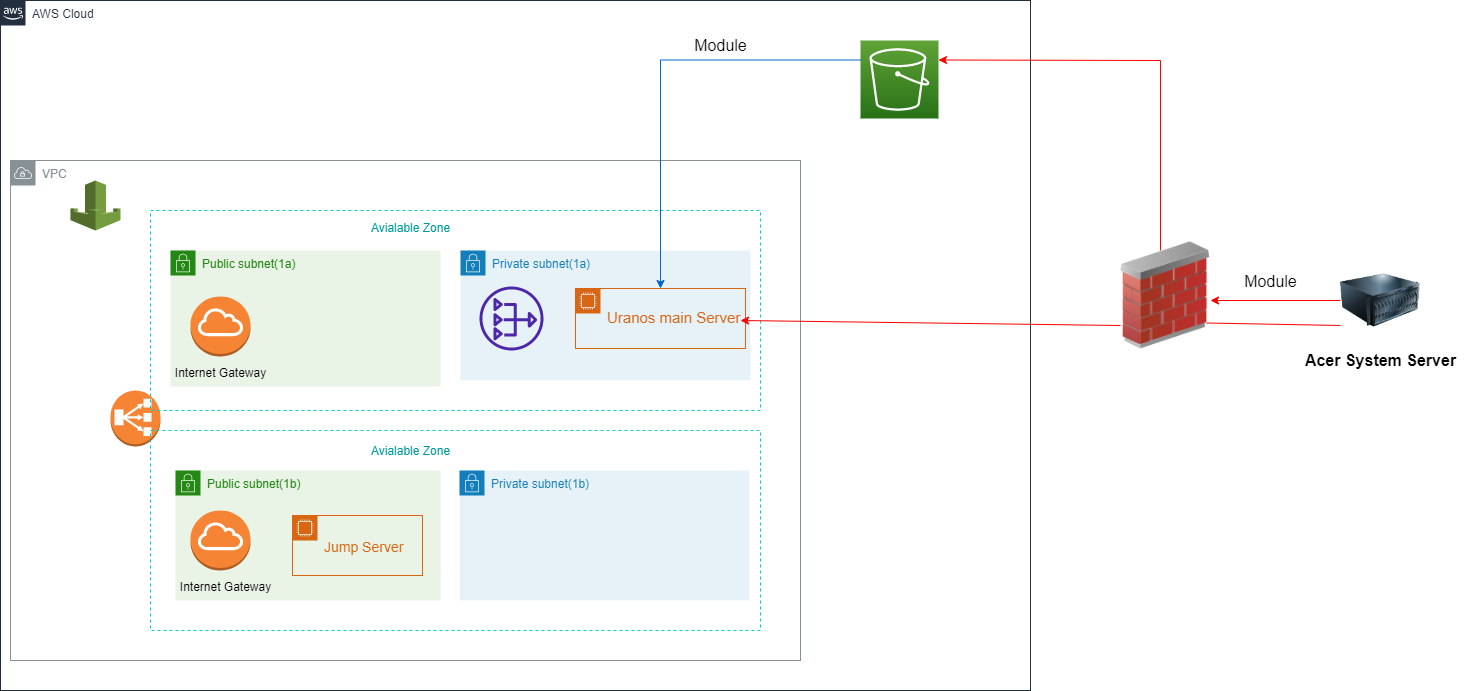 aws
AWS Cloud
Module
VPC
Avialable Zone
Public subnet(1a)
Private subnet(1a)
Module
Uranos main Server
Acer System Server
Internet Gateway
Avialable Zone
Public subnet(1b)
Private subnet(1b)
Jump Server
Internet Gateway